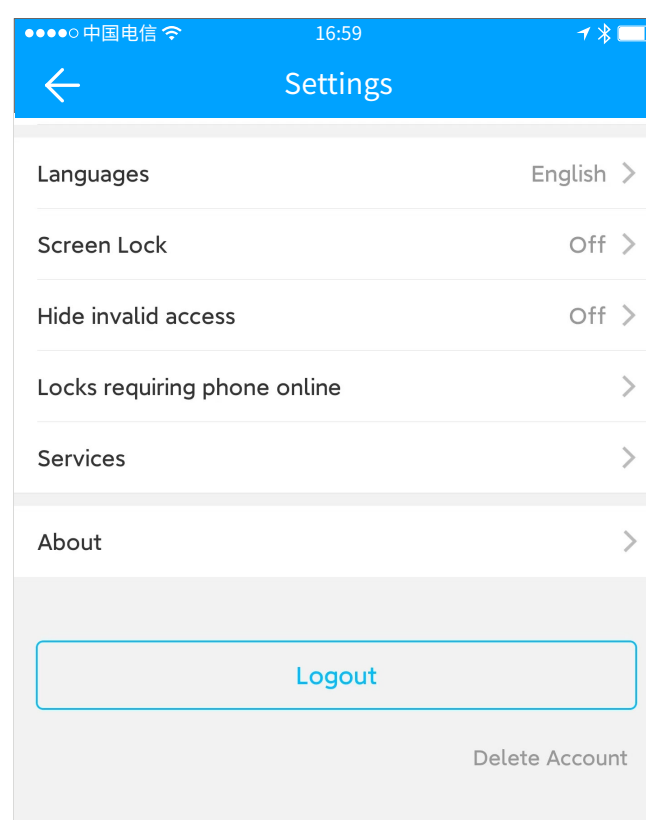 中国电信 16:59
Settings
Languages English
Screen Lock Off
Hide invalid access Off
Locks requiring phone online
Services
About
Logout
Delete Account